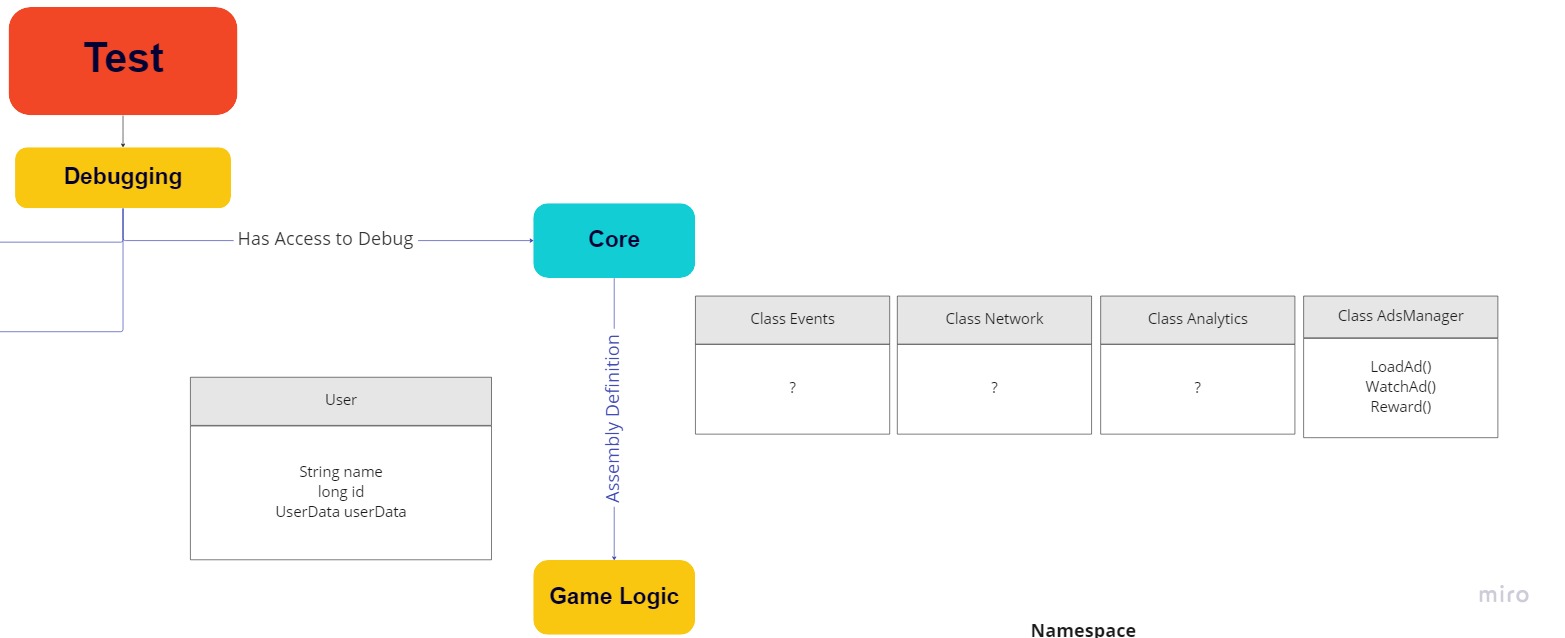 Test
Debugging
Has Access to Debug
Core
Class Events
Class Network
Class Analytics
Class AdsManager
?
?
?
LoadAd()
WatchAd()
Reward()
Assembly Definition
User
String name
long id
UserData userData
Game Logic
miro
Namespace